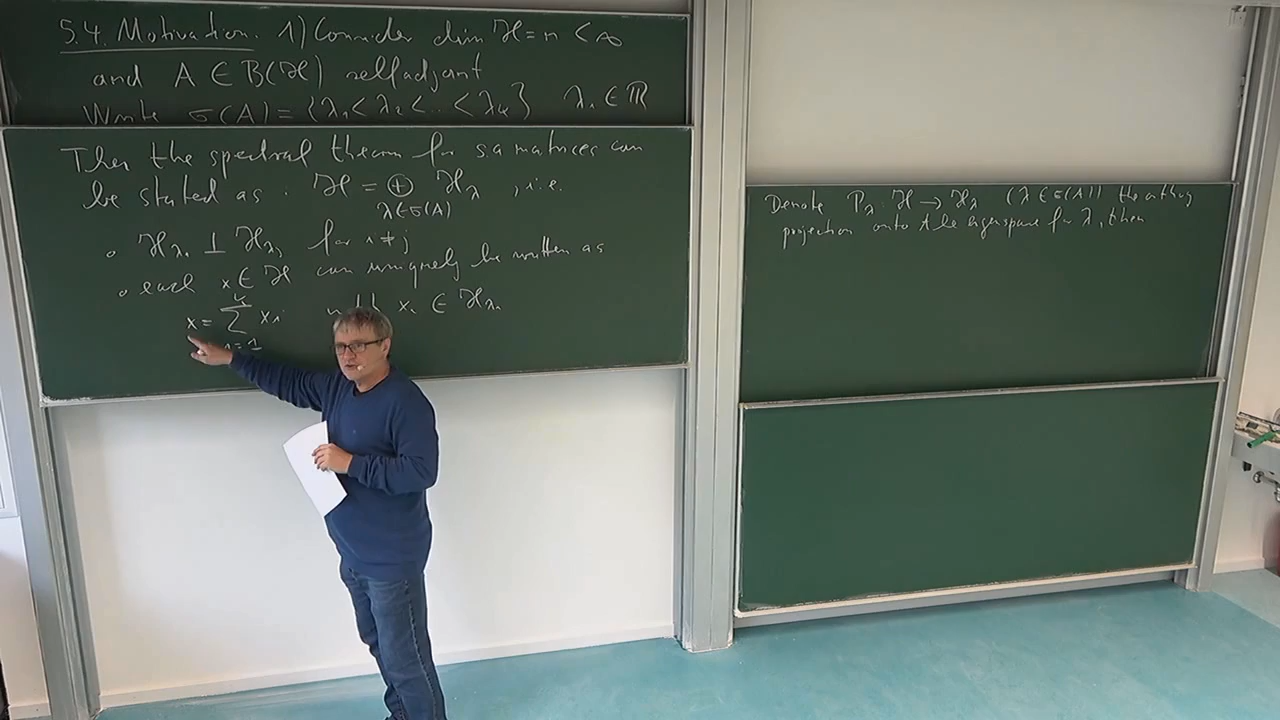 5.4. Motivation. 1) Consider dim ℋ = n < ∞
and A ∈ B(ℋ) selfadjoint
Write σ(A) = {λ₁ < λ₂ < .. < λₖ} λᵢ ∈ ℝ
Then the spectral theorem for s.a. matrices can
be stated as . ℋ = ⊕ ℋ_λ , i.e.
λ∈σ(A)
∘ ℋ_λᵢ ⊥ ℋ_λⱼ for i ≠ j
∘ each x ∈ ℋ can uniquely be written as
k
x = ∑ xᵢ with xᵢ ∈ ℋ_λᵢ
i=1
Denote P_λ : ℋ → ℋ_λ (λ ∈ σ(A)) the orthog
projection onto the eigenspace for λ, then